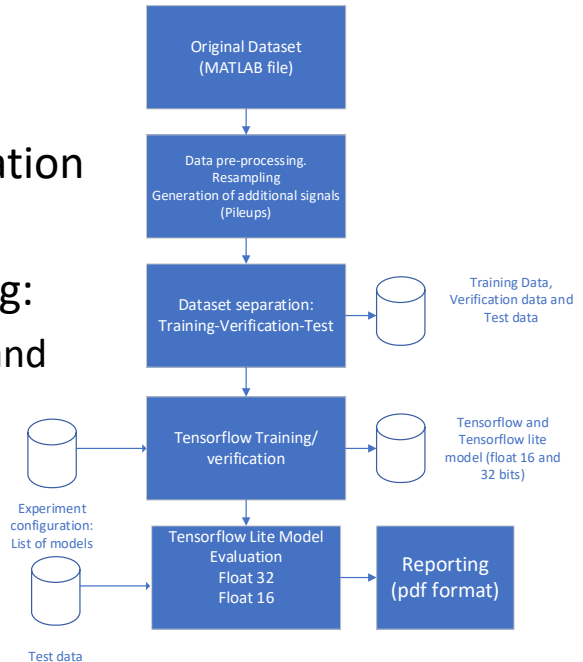 Original Dataset
(MATLAB file)
ation
Data pre-processing.
Resampling
Generation of additional signals
(Pileups)
g:
and
Dataset separation:
Training-Verification-Test
Training Data,
Verification data and
Test data
Tensorflow Training/
verification
Tensorflow and
Tensorflow lite
model (float 16 and
32 bits)
Experiment
configuration:
List of models
Tensorflow Lite Model
Evaluation
Float 32
Float 16
Reporting
(pdf format)
Test data